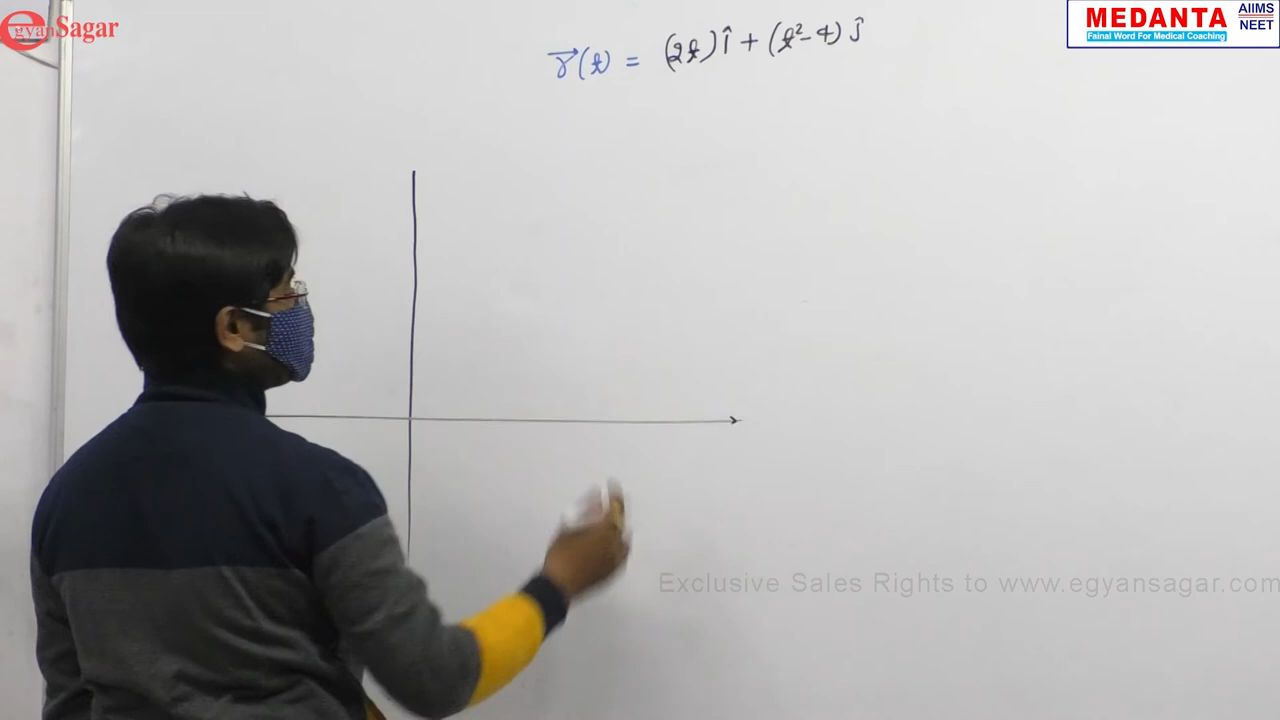 egyanSagar
MEDANTA AIIMS
Fainal Word For Medical Coaching NEET
r⃗(t) = (2t) î + (t² - 4) ĵ
Exclusive Sales Rights to www.egyansagar.com